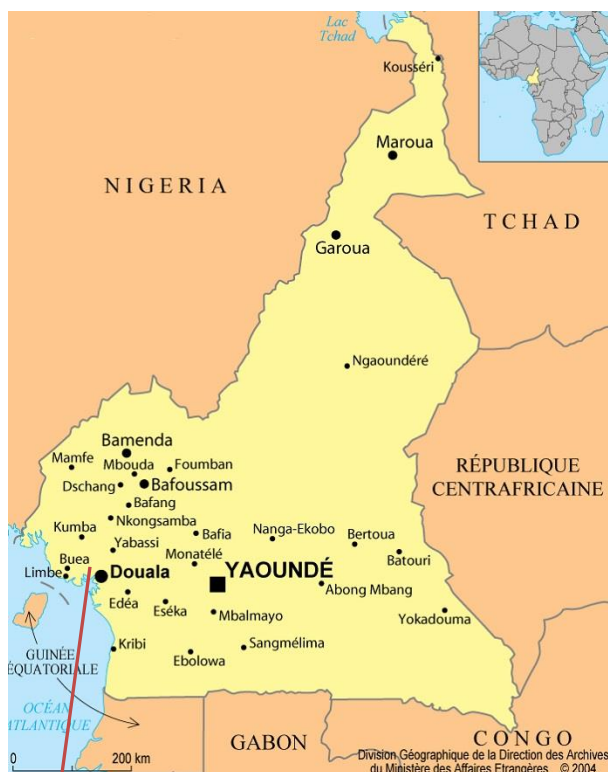 Lac
Tchad
Kousséri
Maroua
NIGERIA
TCHAD
Garoua
Ngaoundéré
Bamenda
Mamfe
Mbouda
Foumban
Dschang
Bafoussam
Bafang
RÉPUBLIQUE
CENTRAFRICAINE
Nkongsamba
Kumba
Bafia
Nanga-Ekobo
Bertoua
Yabassi
Monatélé
Batouri
Buea
Limbe
Douala
YAOUNDÉ
Abong Mbang
Edéa
Eséka
Mbalmayo
Yokadouma
Kribi
Sangmélima
Ebolowa
GUINÉE
ÉQUATORIALE
OCÉAN
ATLANTIQUE
GABON
CONGO
0 200 km
Division Géographique de la Direction des Archives
du Ministère des Affaires Etrangères © 2004